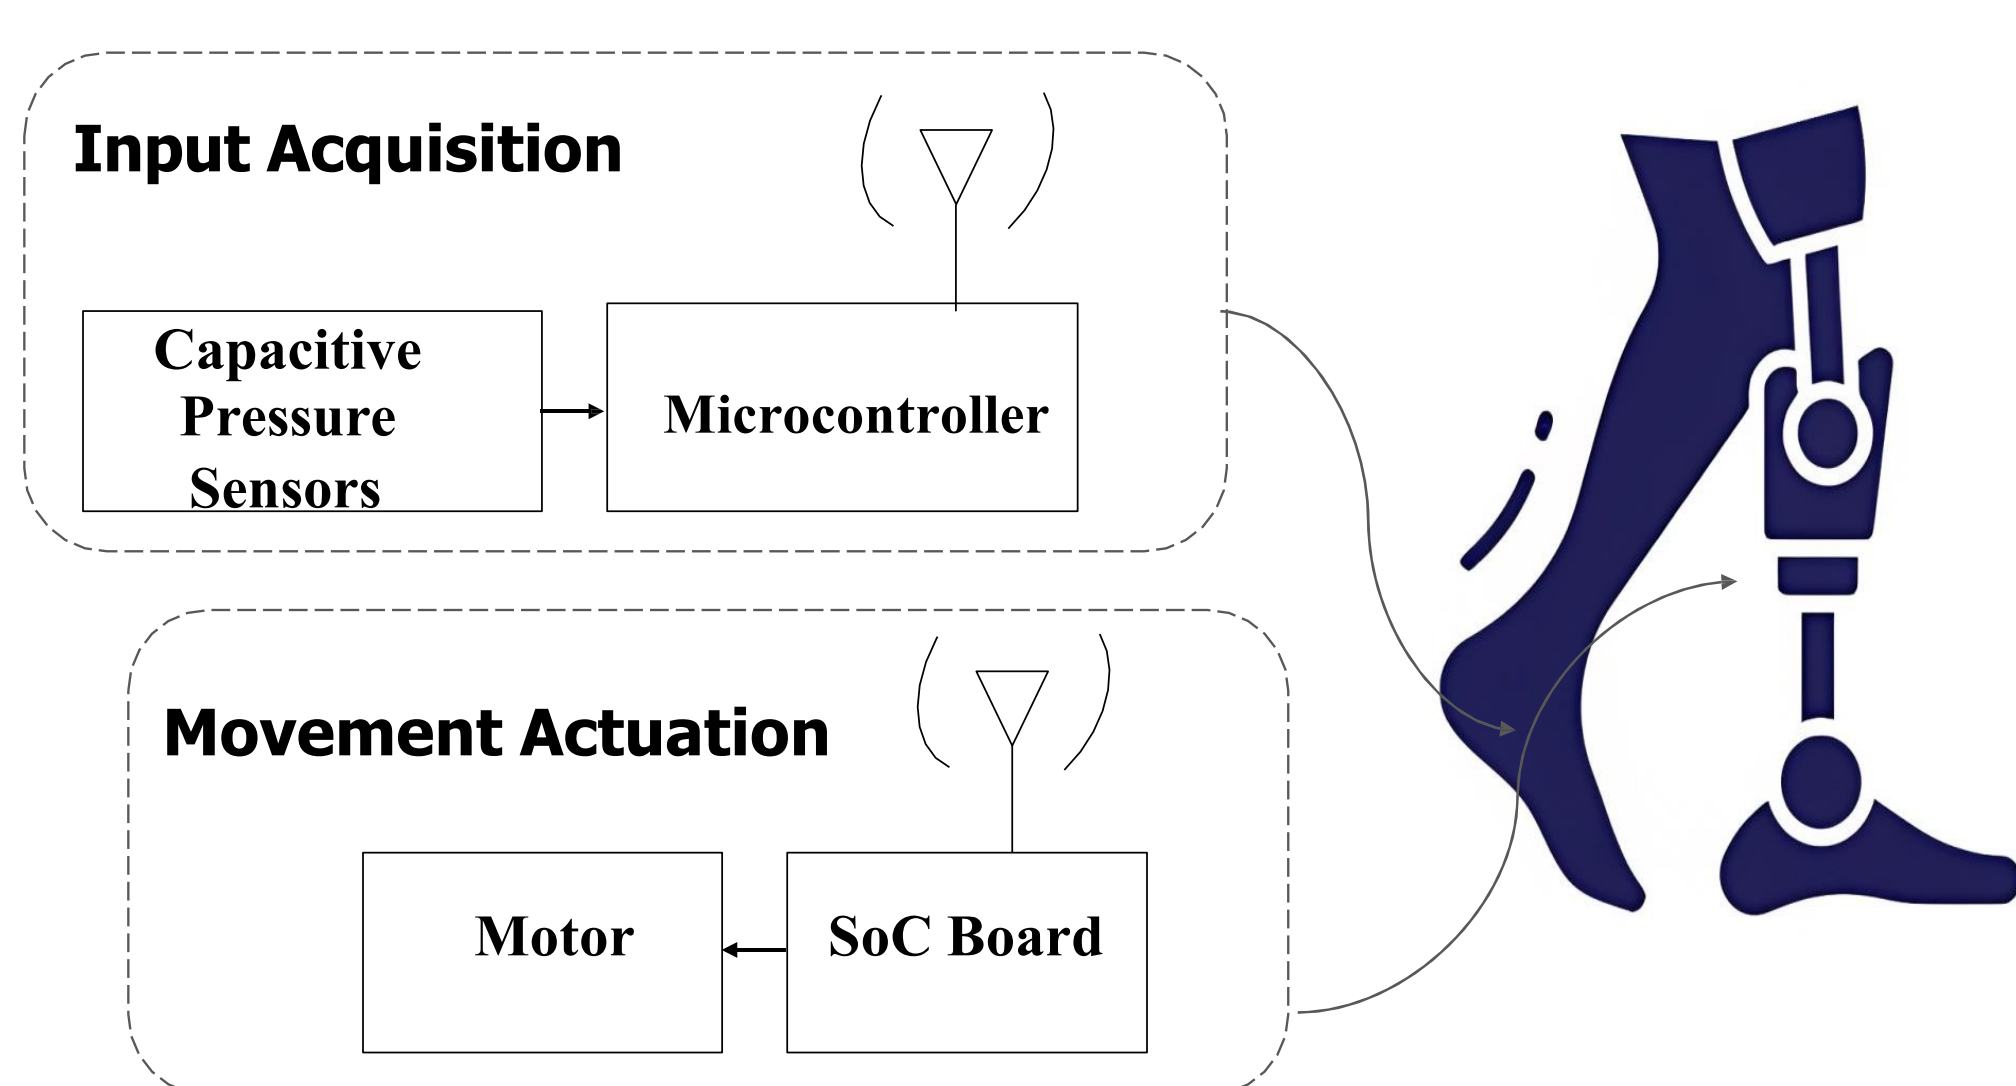 Input Acquisition
Capacitive
Pressure
Sensors
Microcontroller
Movement Actuation
Motor
SoC Board